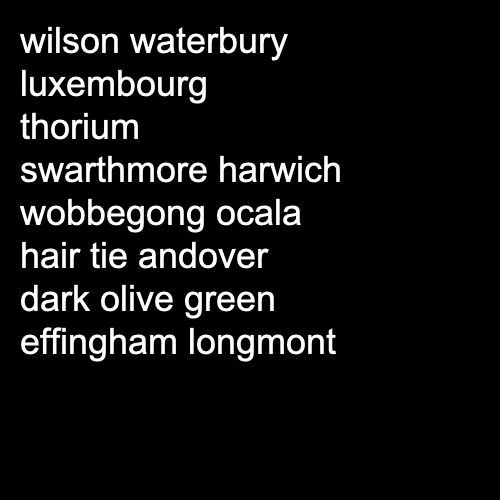 wilson waterbury
luxembourg
thorium
swarthmore harwich
wobbegong ocala
hair tie andover
dark olive green
effingham longmont